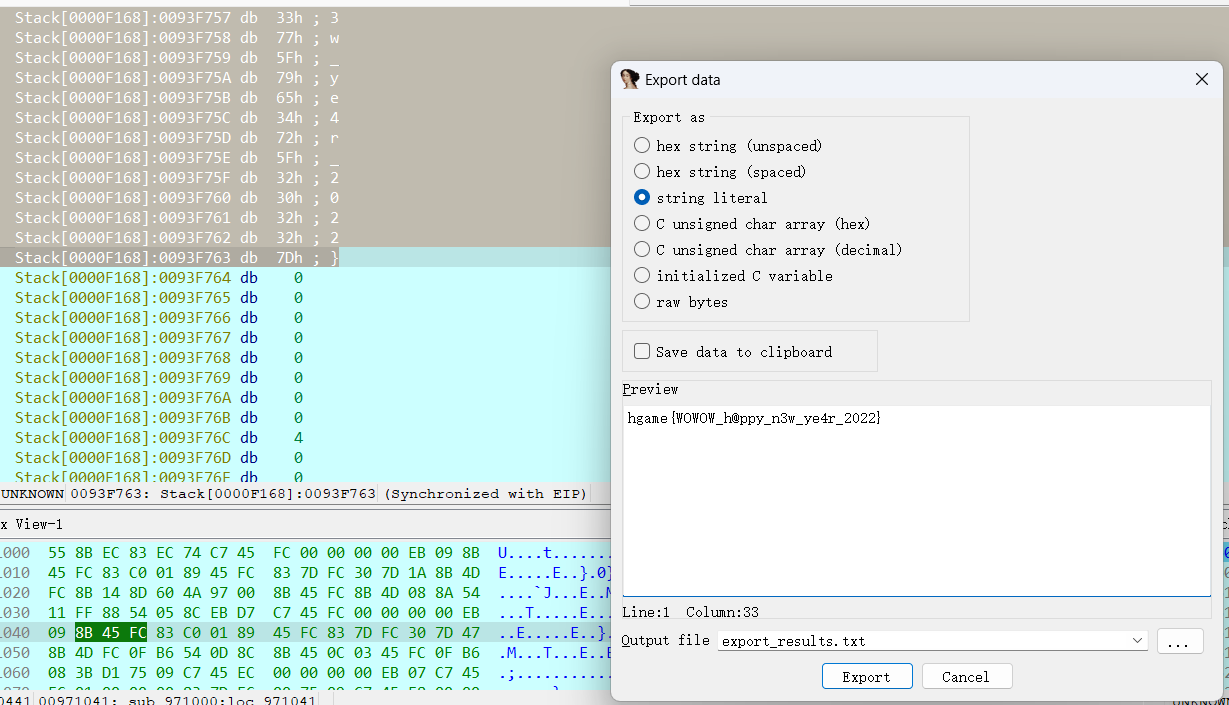 Stack[0000F168]:0093F757 db 33h ; 3
Stack[0000F168]:0093F758 db 77h ; w
Stack[0000F168]:0093F759 db 5Fh ; _
Stack[0000F168]:0093F75A db 79h ; y
Stack[0000F168]:0093F75B db 65h ; e
Stack[0000F168]:0093F75C db 34h ; 4
Stack[0000F168]:0093F75D db 72h ; r
Stack[0000F168]:0093F75E db 5Fh ; _
Stack[0000F168]:0093F75F db 32h ; 2
Stack[0000F168]:0093F760 db 30h ; 0
Stack[0000F168]:0093F761 db 32h ; 2
Stack[0000F168]:0093F762 db 32h ; 2
Stack[0000F168]:0093F763 db 7Dh ; }
Stack[0000F168]:0093F764 db 0
Stack[0000F168]:0093F765 db 0
Stack[0000F168]:0093F766 db 0
Stack[0000F168]:0093F767 db 0
Stack[0000F168]:0093F768 db 0
Stack[0000F168]:0093F769 db 0
Stack[0000F168]:0093F76A db 0
Stack[0000F168]:0093F76B db 0
Stack[0000F168]:0093F76C db 4
Stack[0000F168]:0093F76D db 0
Stack[0000F168]:0093F76E db 0
UNKNOWN 0093F763: Stack[0000F168]:0093F763 (Synchronized with EIP)
x View-1
1000 55 8B EC 83 EC 74 C7 45 FC 00 00 00 00 EB 09 8B U....t.......
1010 45 FC 83 C0 01 89 45 FC 83 7D FC 30 7D 1A 8B 4D E.....E..}.0}
1020 FC 8B 14 8D 60 4A 97 00 8B 45 FC 8B 4D 08 8A 54 ....`J...E..M
1030 11 FF 88 54 05 8C EB D7 C7 45 FC 00 00 00 00 EB ...T.....E...
1040 09 8B 45 FC 83 C0 01 89 45 FC 83 7D FC 30 7D 47 ..E.....E..}.
1050 8B 4D FC 0F B6 54 0D 8C 8B 45 0C 03 45 FC 0F B6 .M...T...E..E
1060 08 3B D1 75 09 C7 45 EC 00 00 00 00 EB 07 C7 45 .;...........
0441 00971041: sub_971000:loc_971041
Export data
Export as
hex string (unspaced)
hex string (spaced)
string literal
C unsigned char array (hex)
C unsigned char array (decimal)
initialized C variable
raw bytes
Save data to clipboard
Preview
hgame{WOWOW_h@ppy_n3w_ye4r_2022}
Line:1 Column:33
Output file export_results.txt
...
Export Cancel